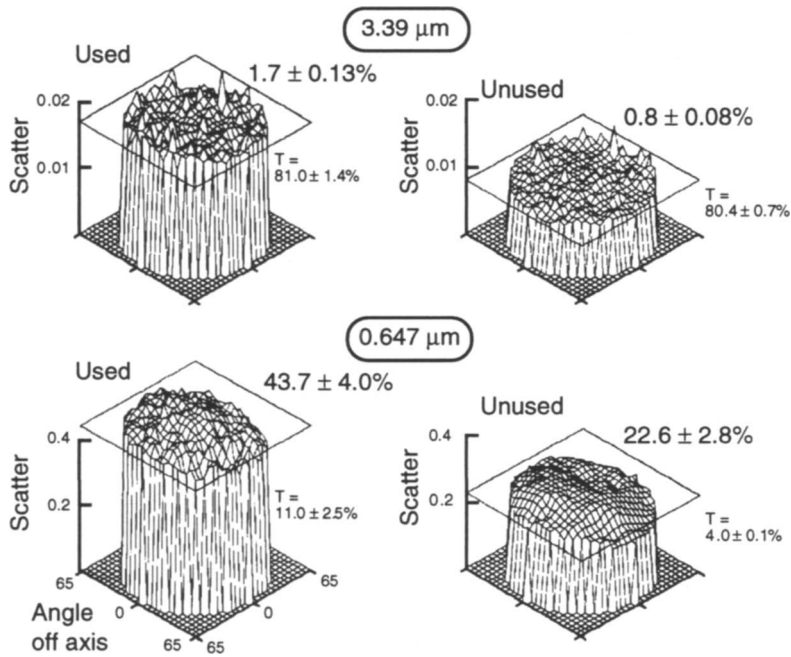 3.39 μm
Used
1.7 ± 0.13%
0.02
0.01
Scatter
T =
81.0 ± 1.4%
Unused
0.8 ± 0.08%
0.02
0.01
Scatter
T =
80.4 ± 0.7%
0.647 μm
Used
43.7 ± 4.0%
0.4
0.2
Scatter
T =
11.0 ± 2.5%
65
0
65
65
0
65
Angle
off axis
Unused
22.6 ± 2.8%
0.4
0.2
Scatter
T =
4.0 ± 0.1%